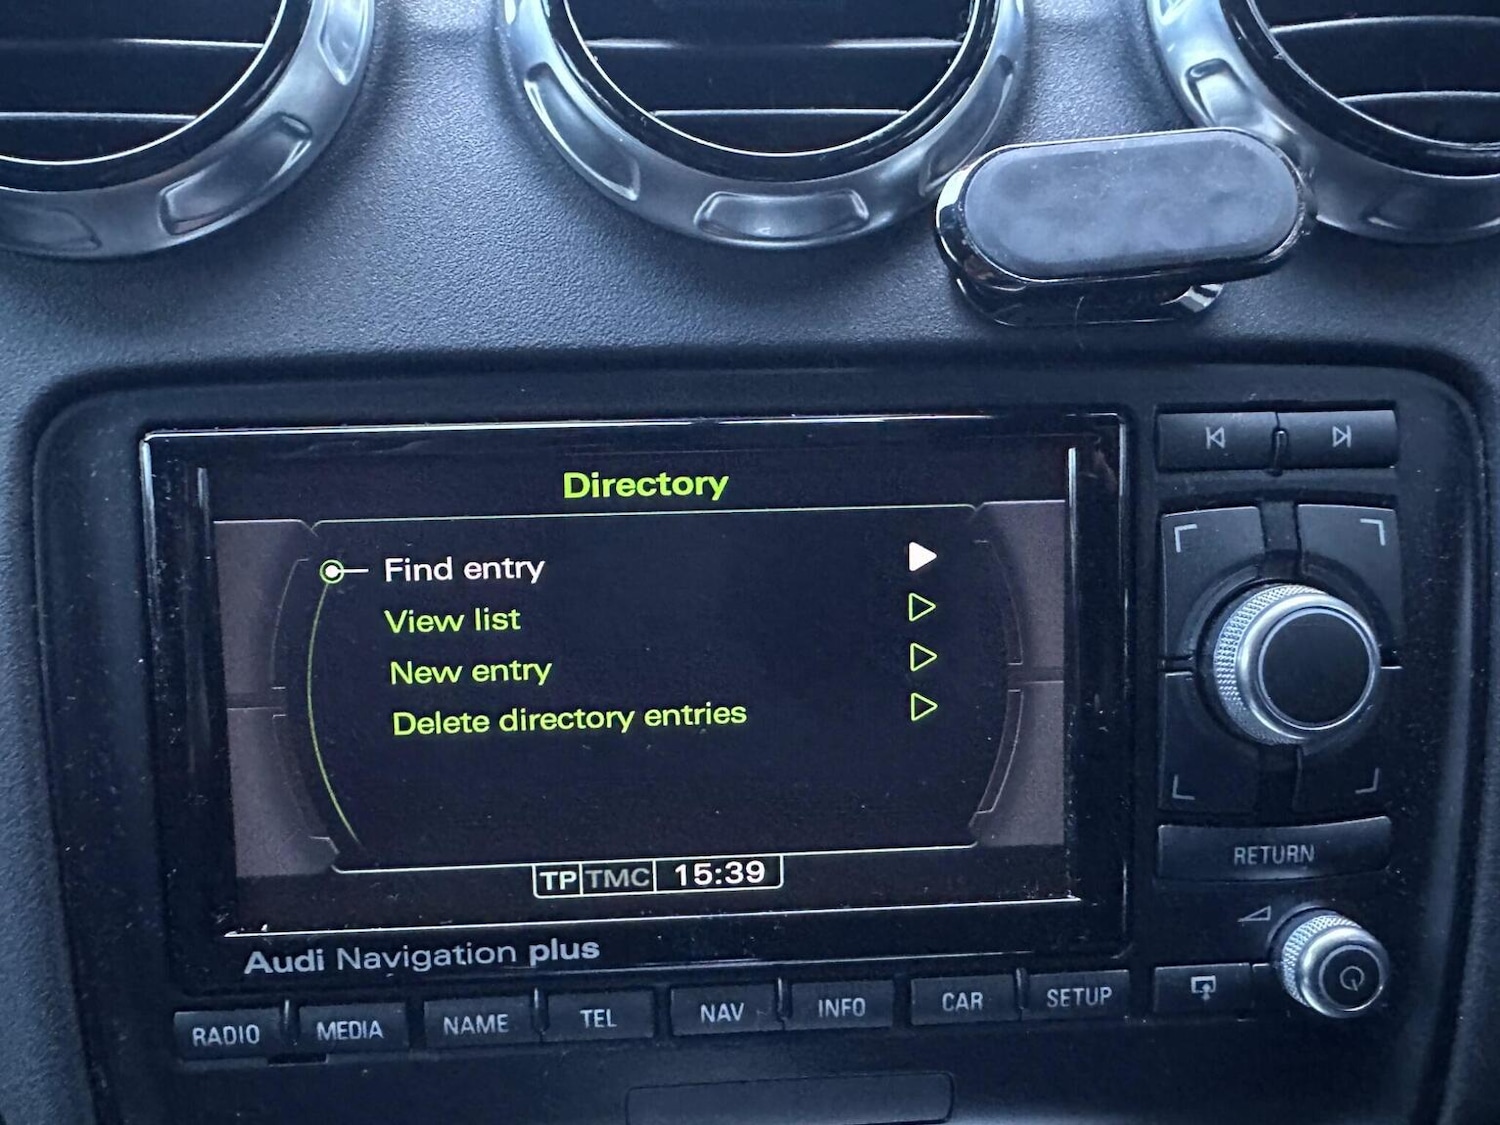 Directory
Find entry
View list
New entry
Delete directory entries
TP TMC 15:39
Audi Navigation plus
RADIO MEDIA NAME TEL NAV INFO CAR SETUP
RETURN